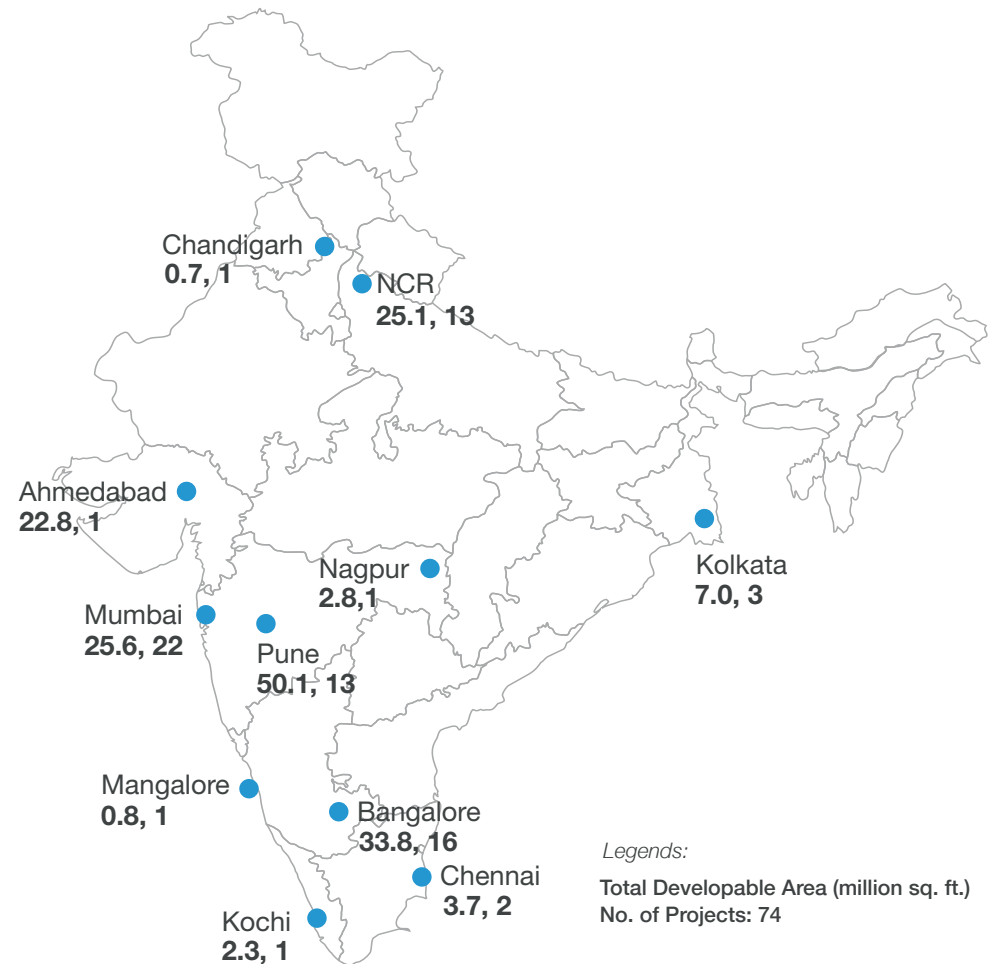 Chandigarh
0.7, 1
NCR
25.1, 13
Ahmedabad
22.8, 1
Kolkata
7.0, 3
Nagpur
2.8,1
Mumbai
25.6, 22
Pune
50.1, 13
Mangalore
0.8, 1
Bangalore
33.8, 16
Chennai
3.7, 2
Kochi
2.3, 1
Legends:
Total Developable Area (million sq. ft.)
No. of Projects: 74